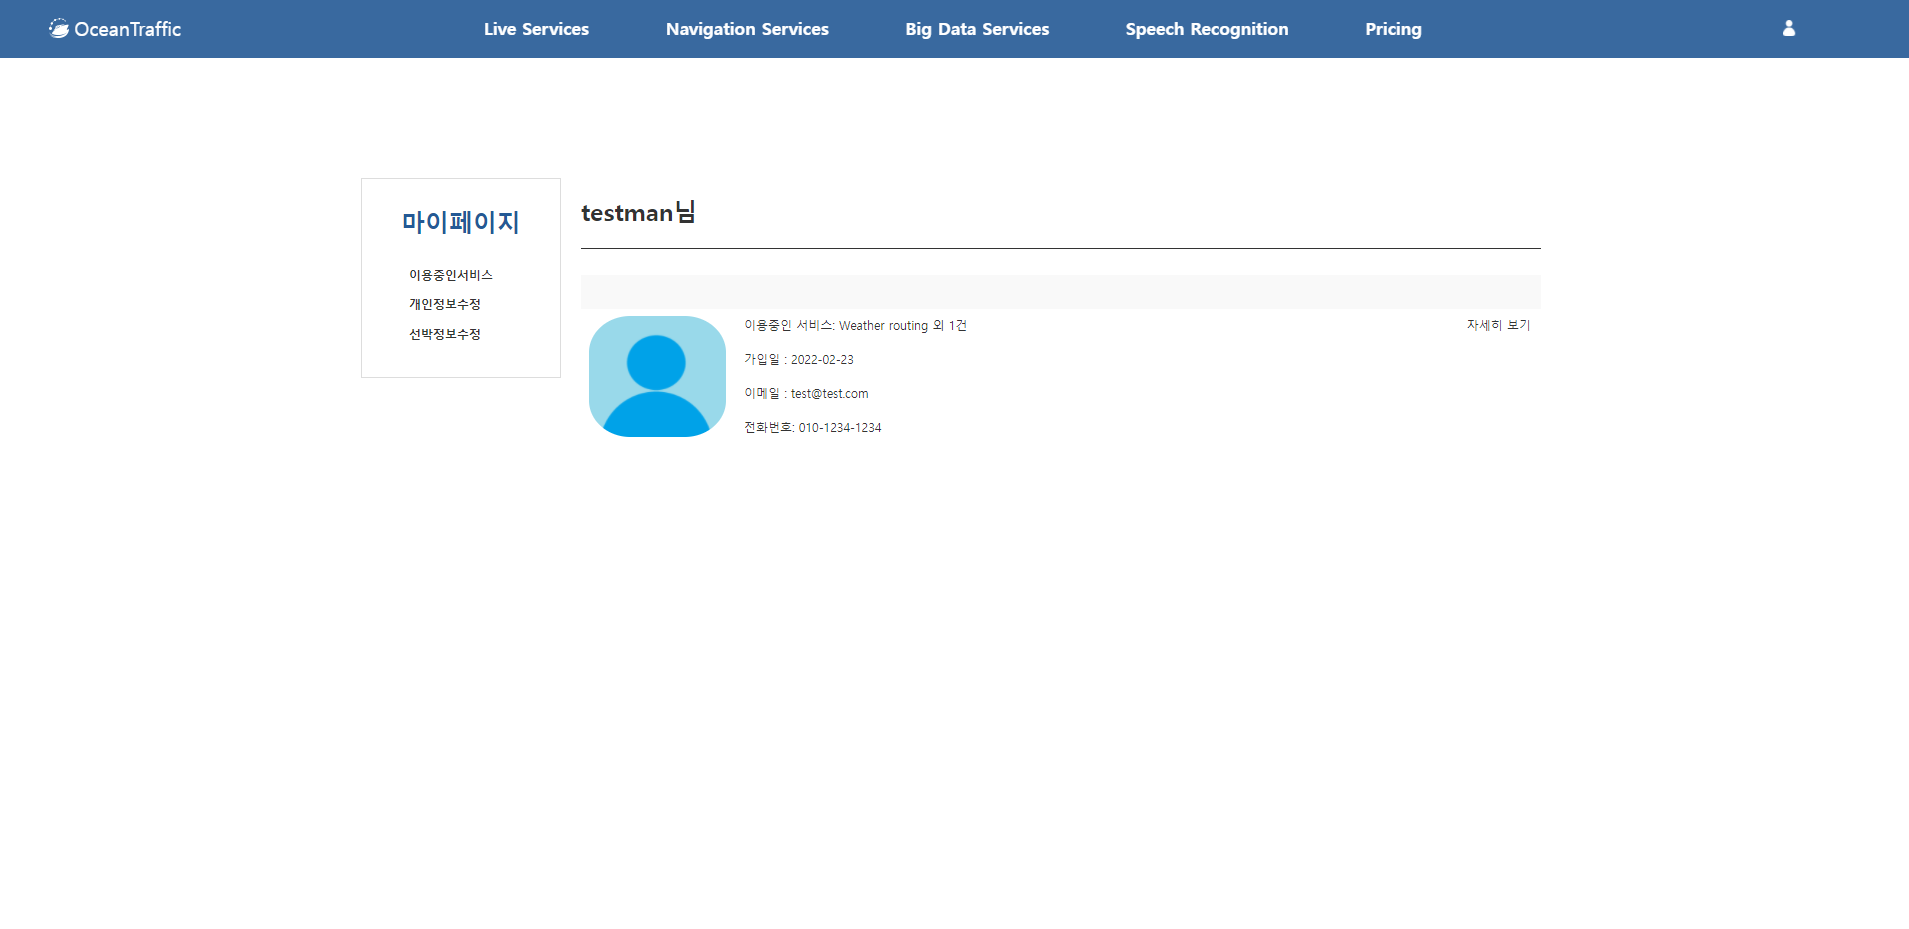 OceanTraffic
Live Services
Navigation Services
Big Data Services
Speech Recognition
Pricing
마이페이지
이용중인서비스
개인정보수정
선박정보수정
testman님
이용중인 서비스: Weather routing 외 1건
자세히 보기
가입일 : 2022-02-23
이메일 : test@test.com
전화번호: 010-1234-1234